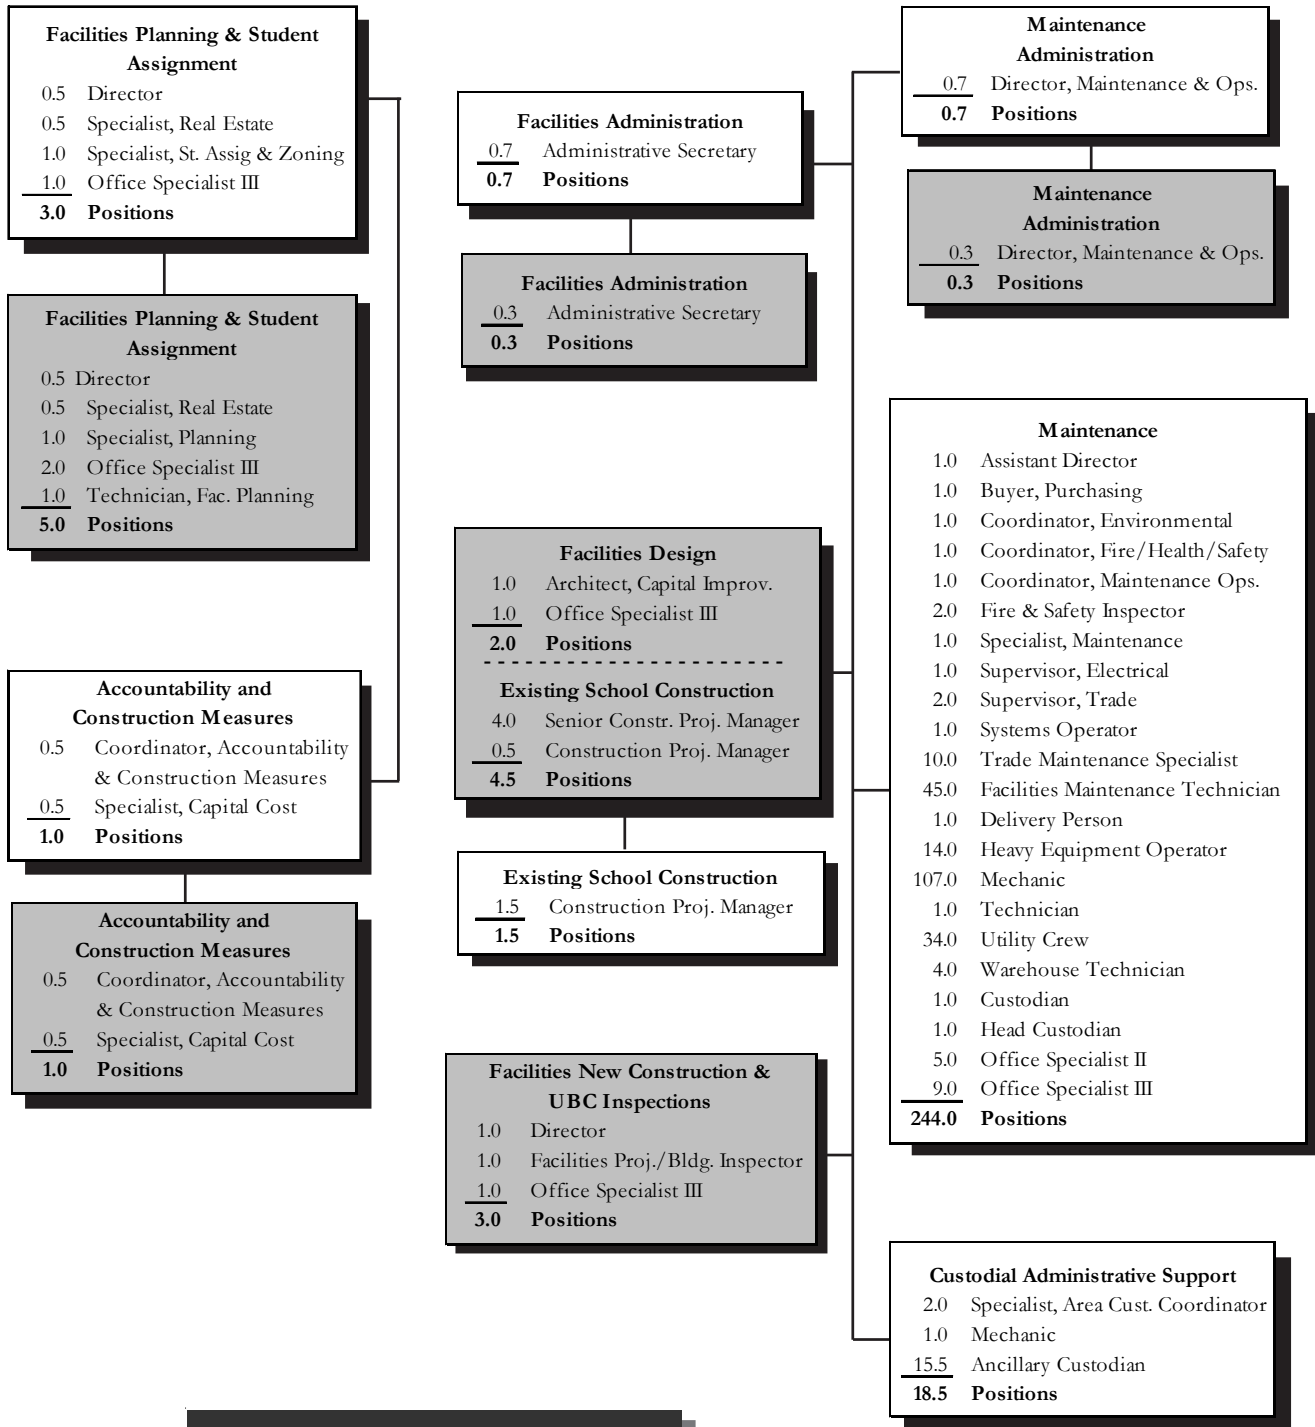 Facilities Planning & Student
Assignment
0.5 Director
0.5 Specialist, Real Estate
1.0 Specialist, St. Assig & Zoning
1.0 Office Specialist III
3.0 Positions
Facilities Planning & Student
Assignment
0.5 Director
0.5 Specialist, Real Estate
1.0 Specialist, Planning
2.0 Office Specialist III
1.0 Technician, Fac. Planning
5.0 Positions
Accountability and
Construction Measures
0.5 Coordinator, Accountability
& Construction Measures
0.5 Specialist, Capital Cost
1.0 Positions
Accountability and
Construction Measures
0.5 Coordinator, Accountability
& Construction Measures
0.5 Specialist, Capital Cost
1.0 Positions
Facilities Administration
0.7 Administrative Secretary
0.7 Positions
Facilities Administration
0.3 Administrative Secretary
0.3 Positions
Facilities Design
1.0 Architect, Capital Improv.
1.0 Office Specialist III
2.0 Positions
Existing School Construction
4.0 Senior Constr. Proj. Manager
0.5 Construction Proj. Manager
4.5 Positions
Existing School Construction
1.5 Construction Proj. Manager
1.5 Positions
Facilities New Construction &
UBC Inspections
1.0 Director
1.0 Facilities Proj./Bldg. Inspector
1.0 Office Specialist III
3.0 Positions
Maintenance
Administration
0.7 Director, Maintenance & Ops.
0.7 Positions
Maintenance
Administration
0.3 Director, Maintenance & Ops.
0.3 Positions
Maintenance
1.0 Assistant Director
1.0 Buyer, Purchasing
1.0 Coordinator, Environmental
1.0 Coordinator, Fire/Health/Safety
1.0 Coordinator, Maintenance Ops.
2.0 Fire & Safety Inspector
1.0 Specialist, Maintenance
1.0 Supervisor, Electrical
2.0 Supervisor, Trade
1.0 Systems Operator
10.0 Trade Maintenance Specialist
45.0 Facilities Maintenance Technician
1.0 Delivery Person
14.0 Heavy Equipment Operator
107.0 Mechanic
1.0 Technician
34.0 Utility Crew
4.0 Warehouse Technician
1.0 Custodian
1.0 Head Custodian
5.0 Office Specialist II
9.0 Office Specialist III
244.0 Positions
Custodial Administrative Support
2.0 Specialist, Area Cust. Coordinator
1.0 Mechanic
15.5 Ancillary Custodian
18.5 Positions